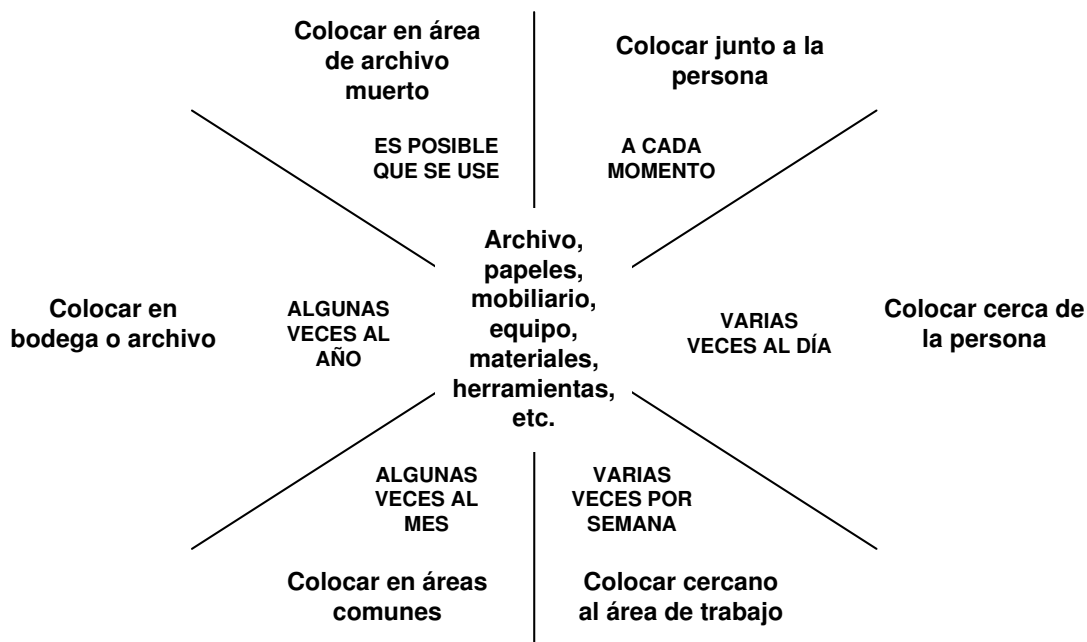 Colocar en área
de archivo
muerto
Colocar junto a la
persona
ES POSIBLE
QUE SE USE
A CADA
MOMENTO
Archivo,
papeles,
mobiliario,
equipo,
materiales,
herramientas,
etc.
Colocar en
bodega o archivo
ALGUNAS
VECES AL
AÑO
VARIAS
VECES AL DÍA
Colocar cerca de
la persona
ALGUNAS
VECES AL
MES
VARIAS
VECES POR
SEMANA
Colocar en áreas
comunes
Colocar cercano
al área de trabajo